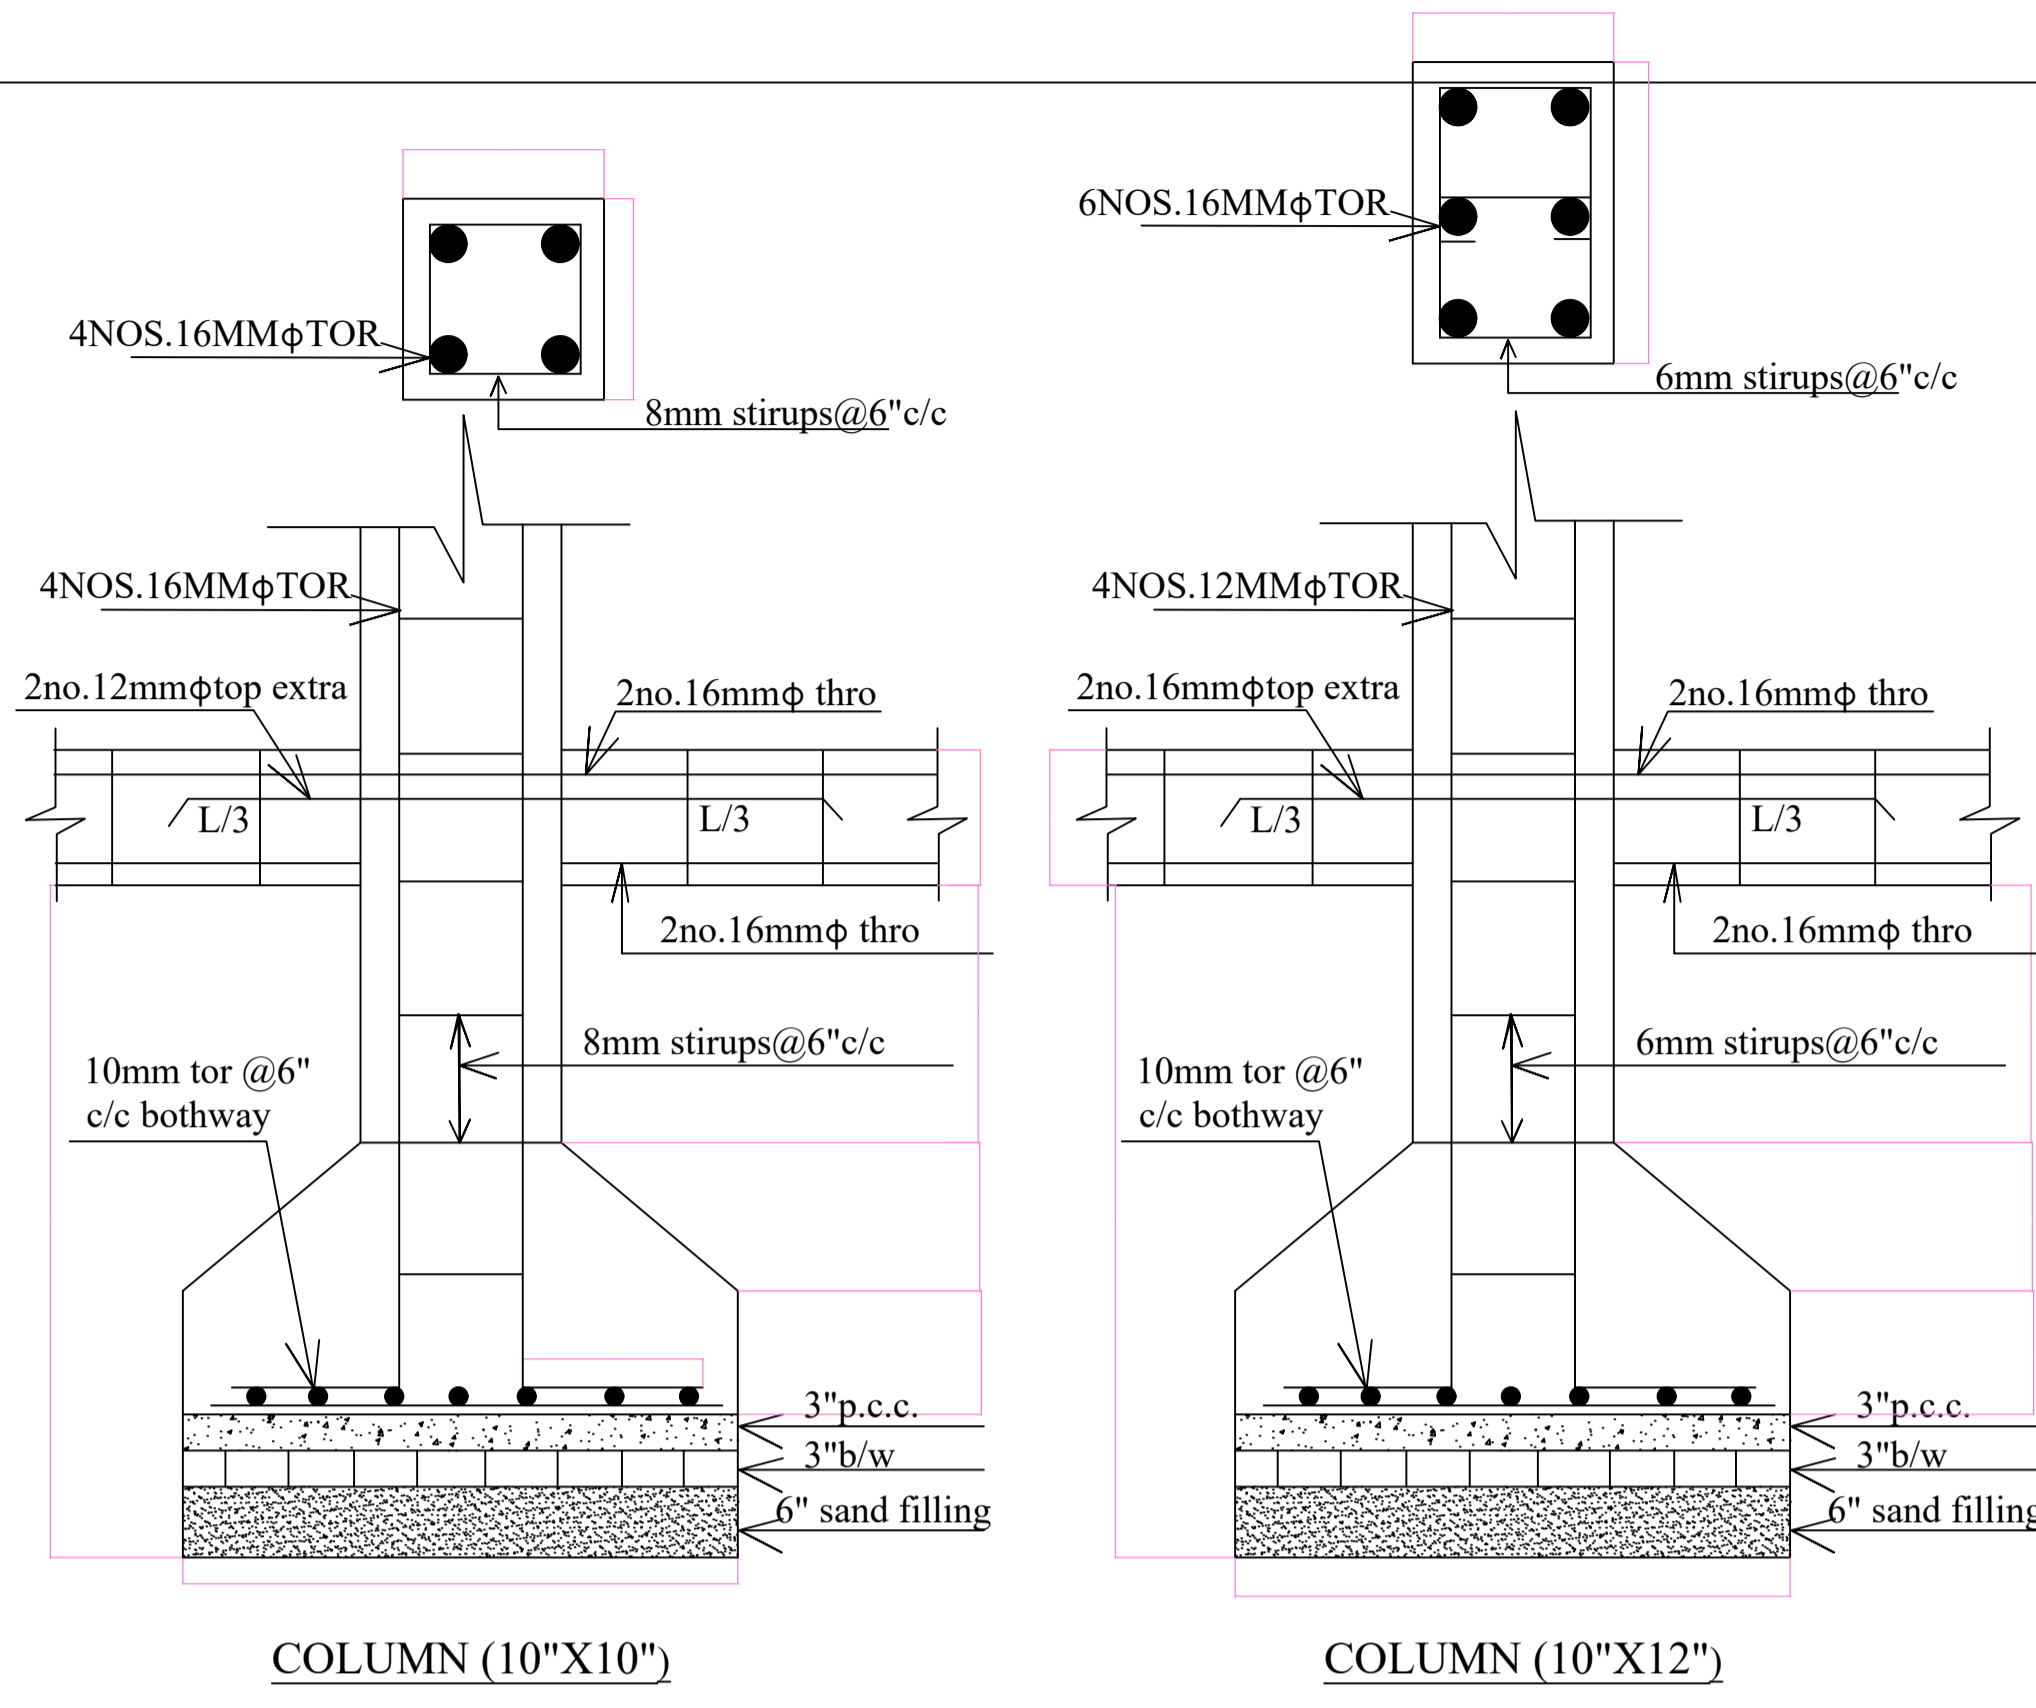 4NOS.16MMϕTOR
8mm stirups@6"c/c
4NOS.16MMϕTOR
2no.12mmϕtop extra
2no.16mmϕ thro
L/3
L/3
2no.16mmϕ thro
8mm stirups@6"c/c
10mm tor @6"
c/c bothway
3"p.c.c.
3"b/w
6" sand filling
COLUMN (10"X10")
6NOS.16MMϕTOR
6mm stirups@6"c/c
4NOS.12MMϕTOR
2no.16mmϕtop extra
2no.16mmϕ thro
L/3
L/3
2no.16mmϕ thro
6mm stirups@6"c/c
10mm tor @6"
c/c bothway
3"p.c.c.
3"b/w
6" sand filling
COLUMN (10"X12")